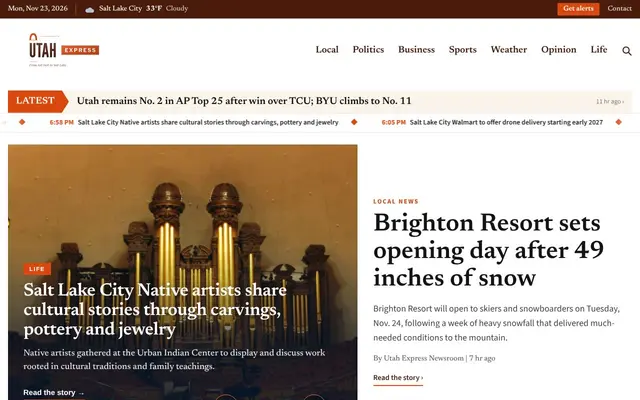 Mon, Nov 23, 2026
Salt Lake City 33°F Cloudy
Get alerts
Contact
UTAH EXPRESS
Local Politics Business Sports Weather Opinion Life
LATEST
Utah remains No. 2 in AP Top 25 after win over TCU; BYU climbs to No. 11
11 hr ago ›
6:58 PM Salt Lake City Native artists share cultural stories through carvings, pottery and jewelry
6:05 PM Salt Lake City Walmart to offer drone delivery starting early 2027
LIFE
Salt Lake City Native artists share
cultural stories through carvings,
pottery and jewelry
Native artists gathered at the Urban Indian Center to display and discuss work
rooted in cultural traditions and family teachings.
Read the story →
LOCAL NEWS
Brighton Resort sets
opening day after 49
inches of snow
Brighton Resort will open to skiers and snowboarders on Tuesday,
Nov. 24, following a week of heavy snowfall that delivered much-
needed conditions to the mountain.
By Utah Express Newsroom | 7 hr ago
Read the story ›